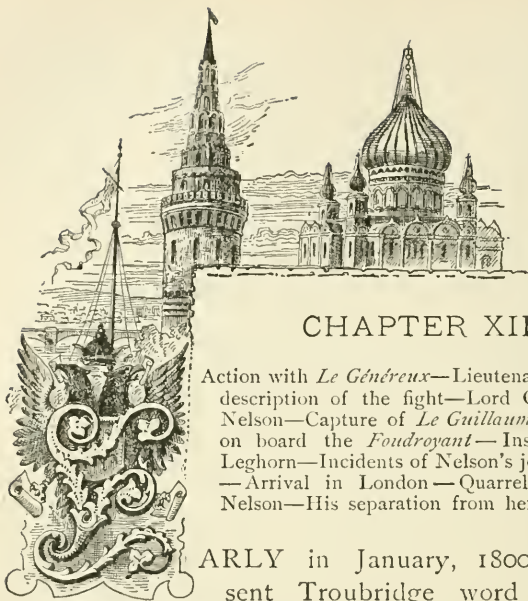 CHAPTER XII
Action with Le Généreux—Lieutena
description of the fight—Lord
Nelson—Capture of Le Guillaum
on board the Foudroyant—Ins
Leghorn—Incidents of Nelson's j
—Arrival in London—Quarrel
Nelson—His separation from he
ARLY in January, 1800
sent Troubridge word